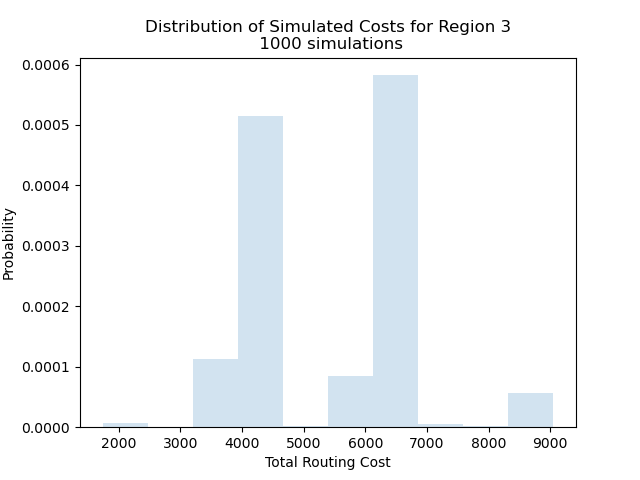 Distribution of Simulated Costs for Region 3
1000 simulations
0.0006
0.0005
0.0004
0.0003
0.0002
0.0001
0.0000
Probability
2000 3000 4000 5000 6000 7000 8000 9000
Total Routing Cost